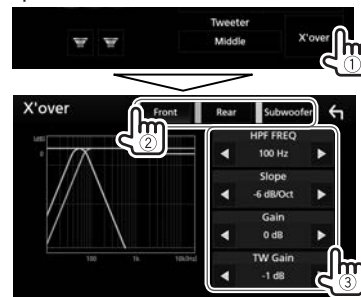 Tweeter
Middle
X'over
①
X'over
Front
Rear
Subwoofer
②
[dB]
0
100
1k
10k[Hz]
HPF FREQ
◀ 100 Hz ▶
Slope
◀ -6 dB/Oct ▶
Gain
◀ 0 dB ▶
TW Gain
◀ -1 dB ▶
③